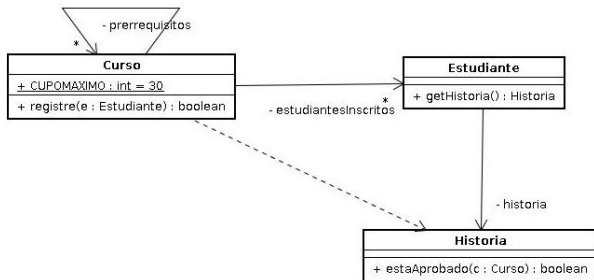 - prerrequisitos
*
Curso
+ CUPOMAXIMO : int = 30
+ registre(e : Estudiante) : boolean
*
- estudiantesInscritos
Estudiante
+ getHistoria() : Historia
- historia
Historia
+ estaAprobado(c : Curso) : boolean